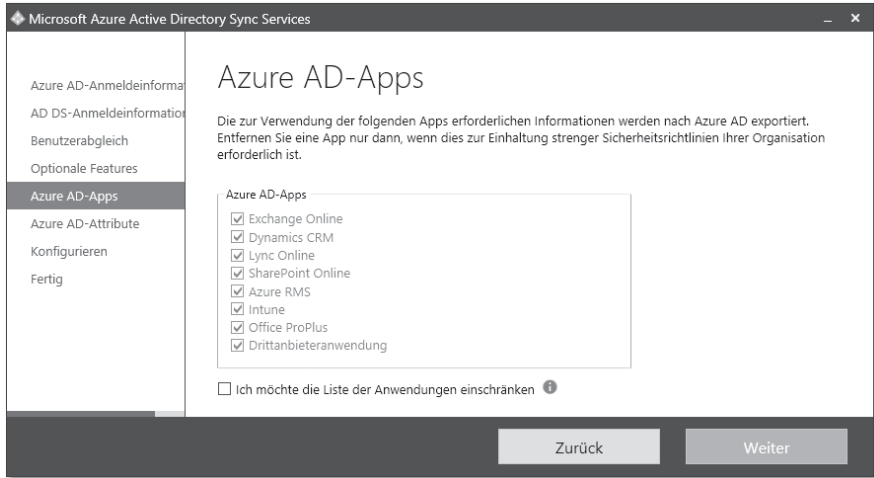 Microsoft Azure Active Directory Sync Services
Azure AD-Anmeldeinforma
AD DS-Anmeldeinformation
Benutzerabgleich
Optionale Features
Azure AD-Apps
Azure AD-Attribute
Konfigurieren
Fertig
Azure AD-Apps
Die zur Verwendung der folgenden Apps erforderlichen Informationen werden nach Azure AD exportiert.
Entfernen Sie eine App nur dann, wenn dies zur Einhaltung strenger Sicherheitsrichtlinien Ihrer Organisation
erforderlich ist.
Azure AD-Apps
Exchange Online
Dynamics CRM
Lync Online
SharePoint Online
Azure RMS
Intune
Office ProPlus
Drittanbieteranwendung
Ich möchte die Liste der Anwendungen einschränken
Zurück
Weiter